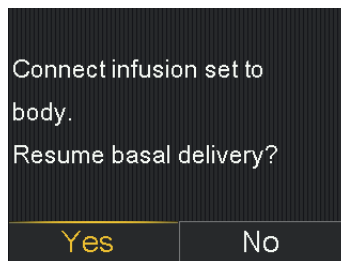 Connect infusion set to
body.
Resume basal delivery?
Yes No